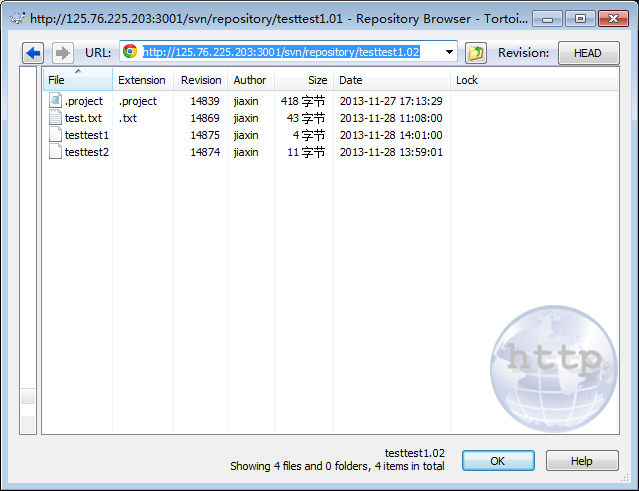 http://125.76.225.203:3001/svn/repository/testtest1.01 - Repository Browser - Tortoi...
URL: http://125.76.225.203:3001/svn/repository/testtest1.02 Revision: HEAD
File Extension Revision Author Size Date Lock
.project .project 14839 jiaxin 418 字节 2013-11-27 17:13:29
test.txt .txt 14869 jiaxin 43 字节 2013-11-28 11:08:00
testtest1 14875 jiaxin 4 字节 2013-11-28 14:01:00
testtest2 14874 jiaxin 11 字节 2013-11-28 13:59:01
http
testtest1.02
Showing 4 files and 0 folders, 4 items in total
OK Help